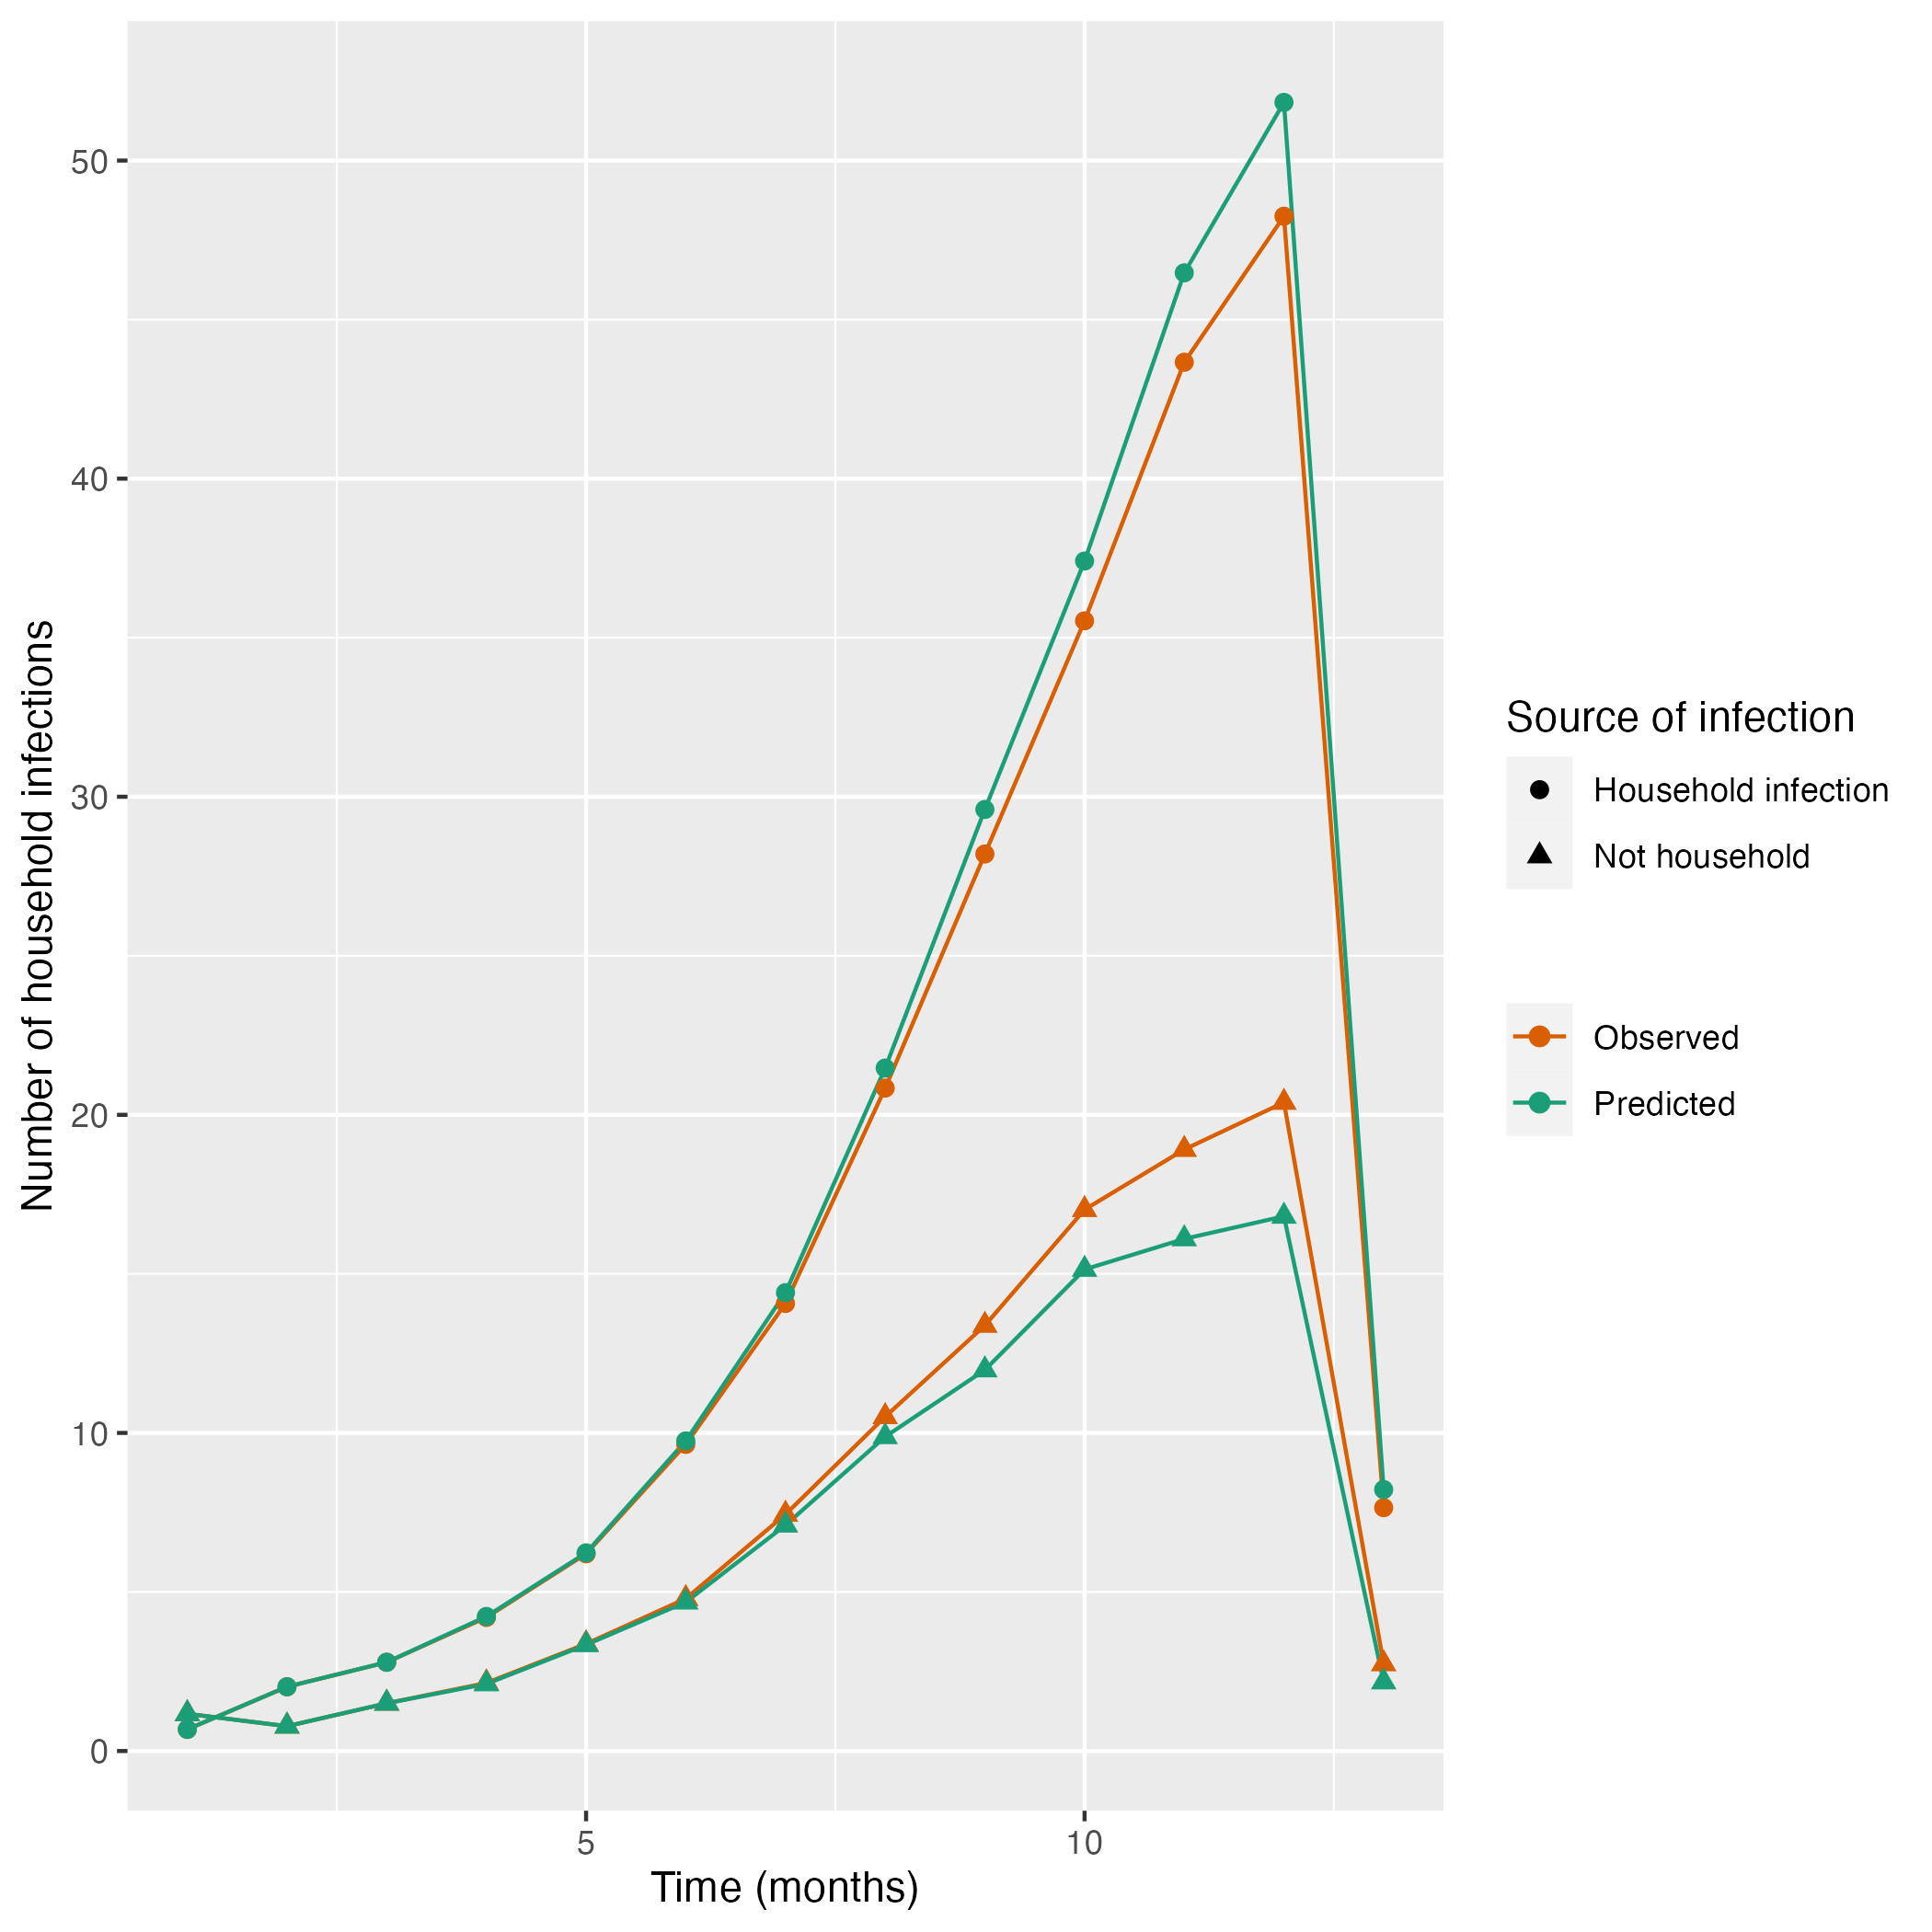 Number of household infections
50
40
30
20
10
0
5
10
Time (months)
Source of infection
Household infection
Not household
Observed
Predicted